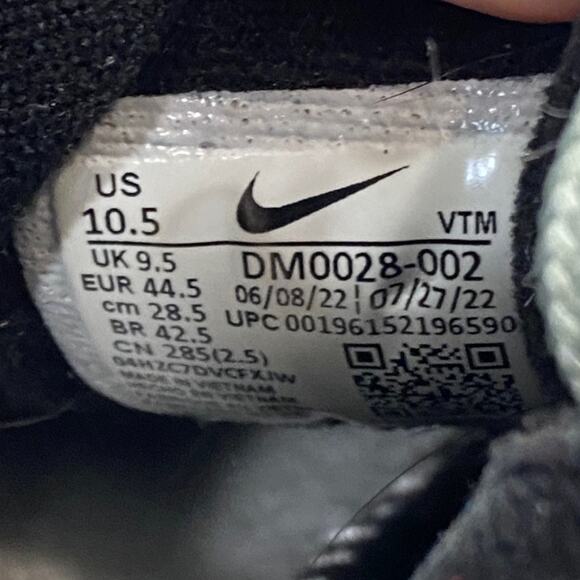 US
10.5
VTM
UK 9.5
EUR 44.5
cm 28.5
BR 42.5
CN 285(2.5)
04HZC7DVCFXJW
MADE IN VIETNAM
DM0028-002
06/08/22 | 07/27/22
UPC 00196152196590